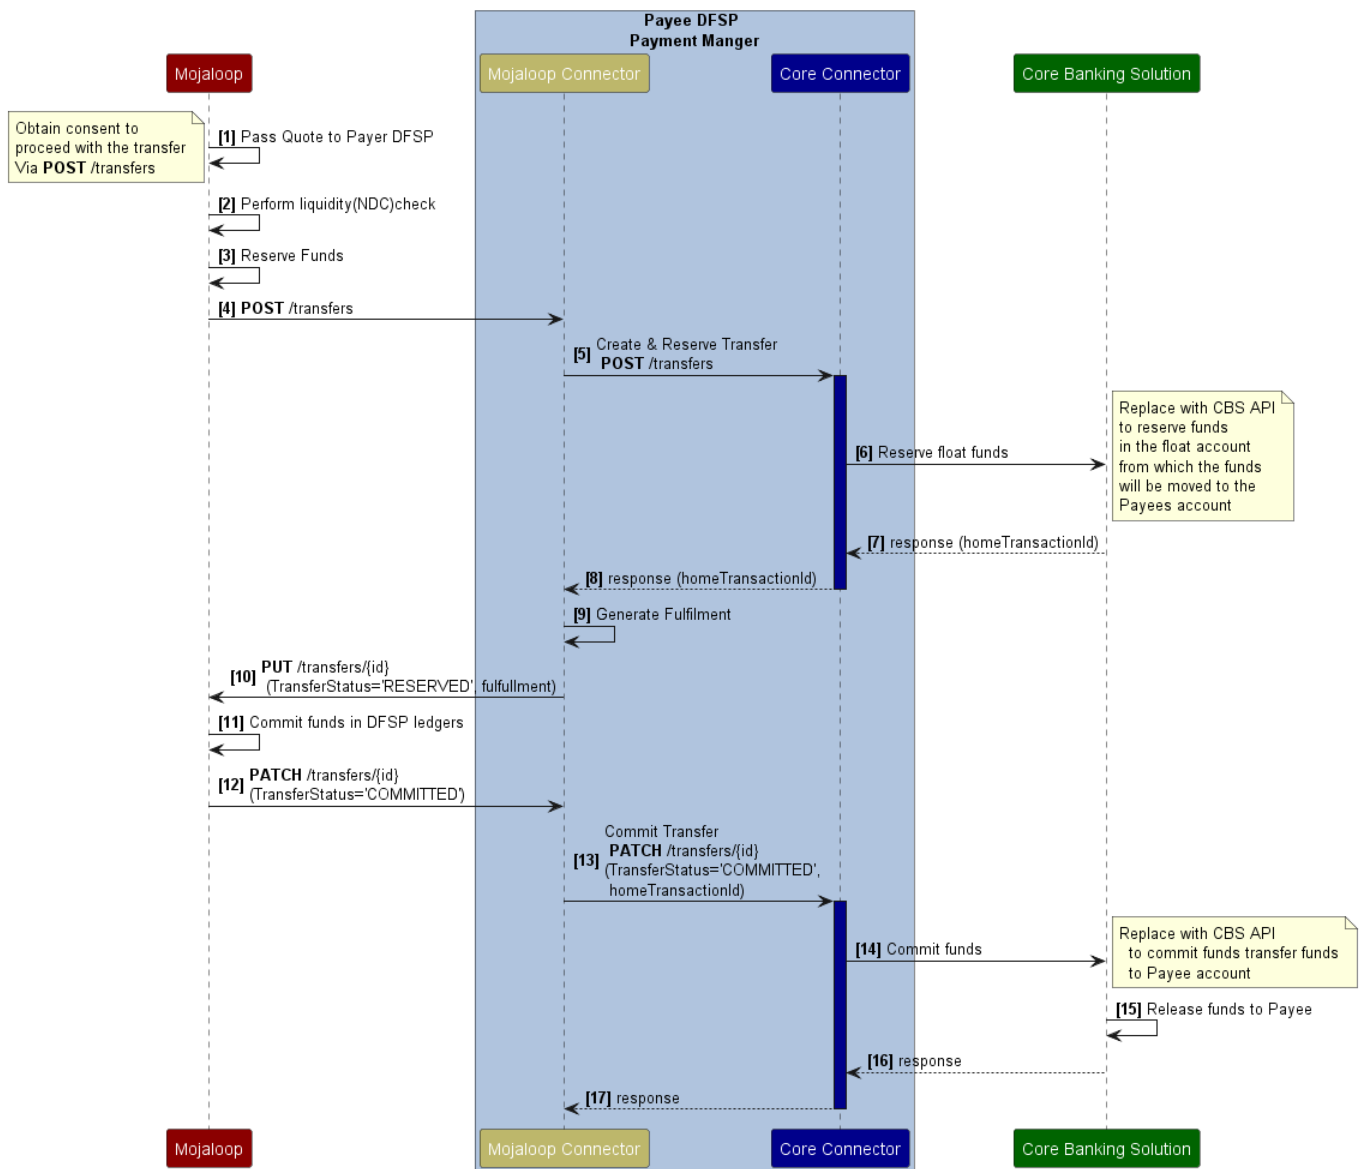 Payee DFSP
Payment Manger
Mojaloop
Mojaloop Connector
Core Connector
Core Banking Solution
Obtain consent to
proceed with the transfer
Via POST /transfers
[1] Pass Quote to Payer DFSP
[2] Perform liquidity(NDC)check
[3] Reserve Funds
[4] POST /transfers
[5] Create & Reserve Transfer
POST /transfers
Replace with CBS API
to reserve funds
in the float account
from which the funds
will be moved to the
Payees account
[6] Reserve float funds
[7] response (homeTransactionId)
[8] response (homeTransactionId)
[9] Generate Fulfilment
[10] PUT /transfers/{id}
(TransferStatus='RESERVED', fulfullment)
[11] Commit funds in DFSP ledgers
[12] PATCH /transfers/{id}
(TransferStatus='COMMITTED')
Commit Transfer
[13] PATCH /transfers/{id}
(TransferStatus='COMMITTED',
homeTransactionId)
Replace with CBS API
to commit funds transfer funds
to Payee account
[14] Commit funds
[15] Release funds to Payee
[16] response
[17] response
Mojaloop
Mojaloop Connector
Core Connector
Core Banking Solution